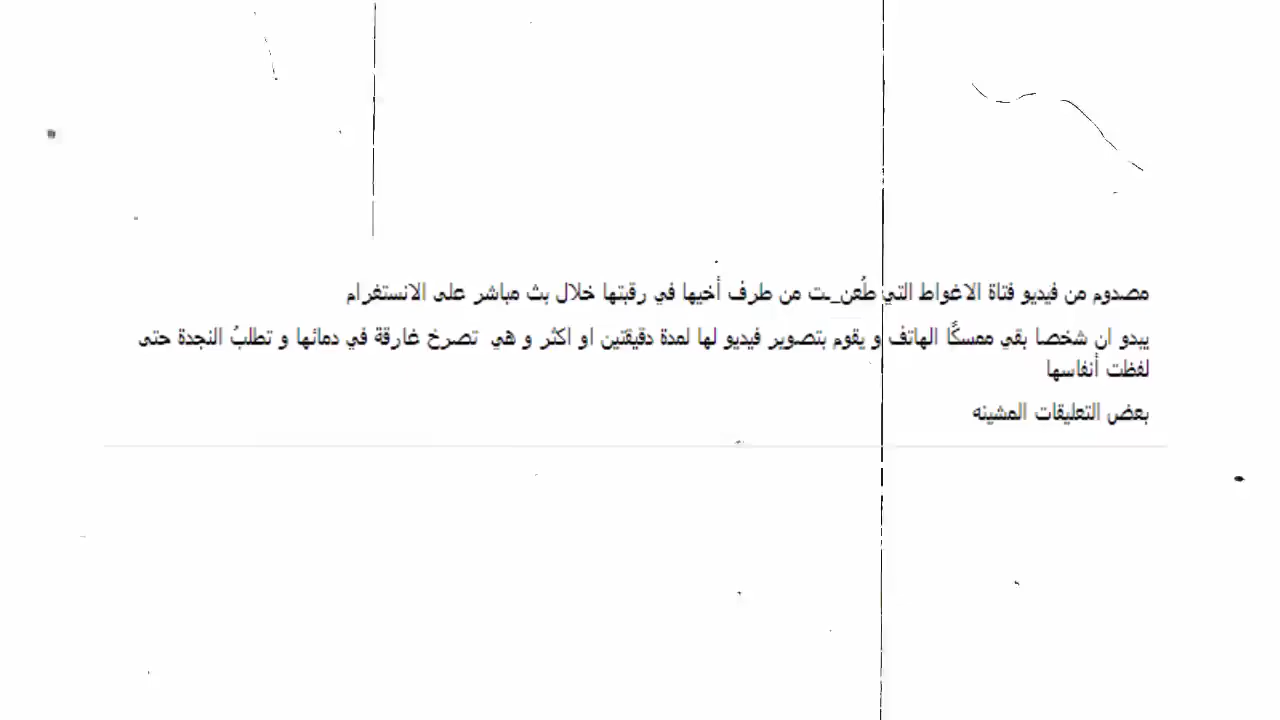 مصدوم من فيديو فتاة الاغواط التي طُعن_ـت من طرف أخيها في رقبتها خلال بث مباشر على الانستغرام
يبدو ان شخصا بقي ممسكًا الهاتف و يقوم بتصوير فيديو لها لمدة دقيقتين او اكثر و هي تصرخ غارقة في دمائها و تطلبُ النجدة حتى
لفظت أنفاسها
بعض التعليقات المشينه